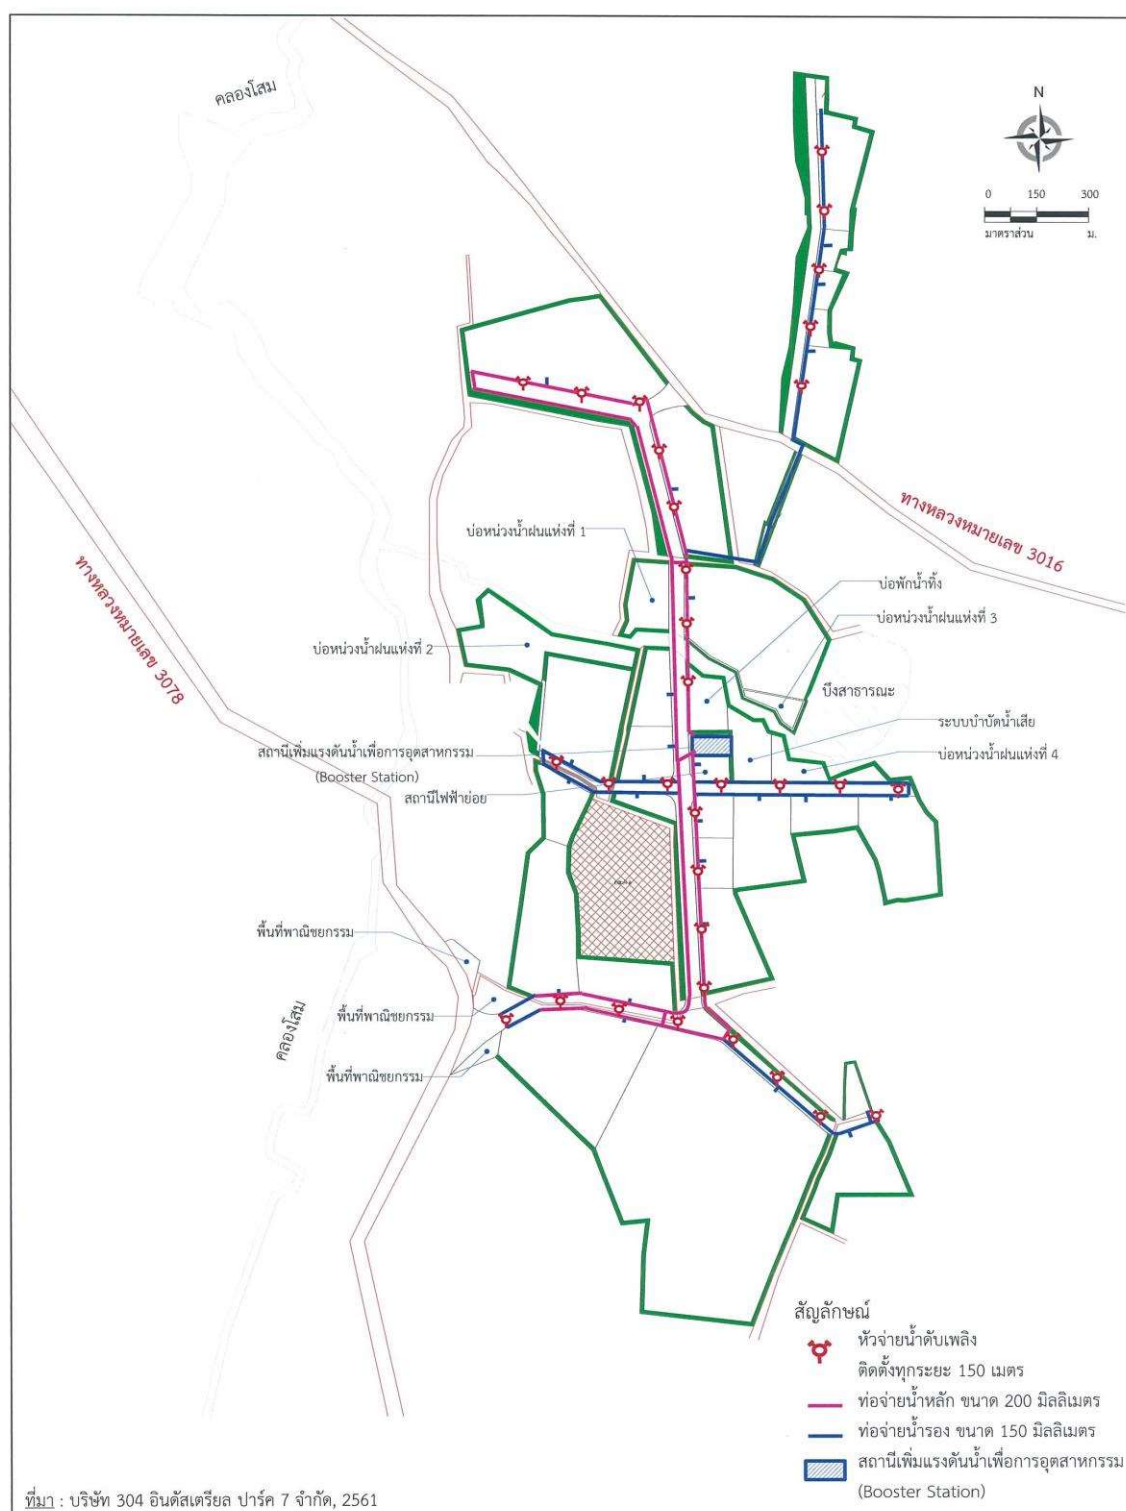 คลองโสม
N
0 150 300
มาตราส่วน ม.
ทางหลวงหมายเลข 3016
บ่อหน่วงน้ำฝนแห่งที่ 1
บ่อพักน้ำทิ้ง
บ่อหน่วงน้ำฝนแห่งที่ 3
ทางหลวงหมายเลข 3078
บ่อหน่วงน้ำฝนแห่งที่ 2
บึงสาธารณะ
ระบบบำบัดน้ำเสีย
สถานีเพิ่มแรงดันน้ำเพื่อการอุตสาหกรรม
(Booster Station)
บ่อหน่วงน้ำฝนแห่งที่ 4
สถานีไฟฟ้าย่อย
พื้นที่พาณิชยกรรม
พื้นที่พาณิชยกรรม
คลองโสม
พื้นที่พาณิชยกรรม
สัญลักษณ์
หัวจ่ายน้ำดับเพลิง
ติดตั้งทุกระยะ 150 เมตร
ท่อจ่ายน้ำหลัก ขนาด 200 มิลลิเมตร
ท่อจ่ายน้ำรอง ขนาด 150 มิลลิเมตร
สถานีเพิ่มแรงดันน้ำเพื่อการอุตสาหกรรม
(Booster Station)
ที่มา : บริษัท 304 อินดัสเตรียล ปาร์ค 7 จำกัด, 2561